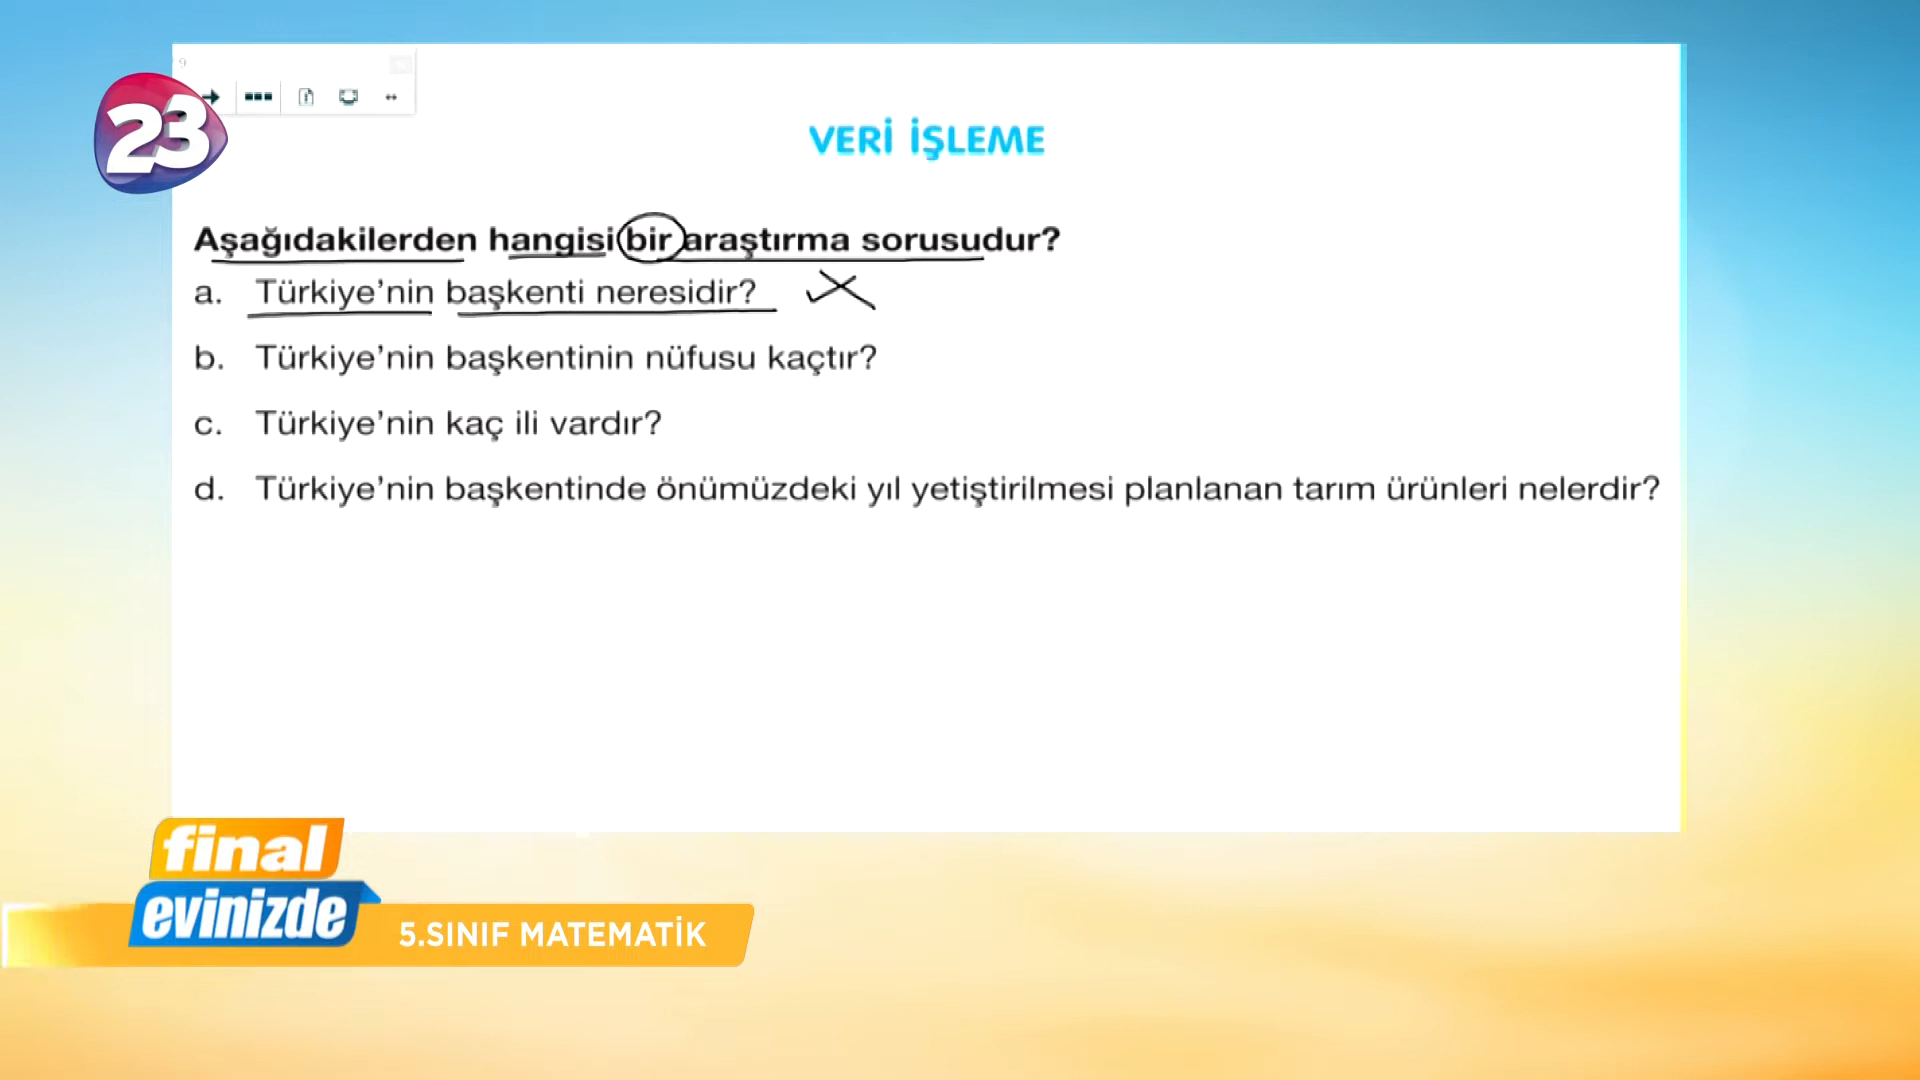 9
23
VERİ İŞLEME
Aşağıdakilerden hangisi bir araştırma sorusudur?
a. Türkiye'nin başkenti neresidir?
b. Türkiye'nin başkentinin nüfusu kaçtır?
c. Türkiye'nin kaç ili vardır?
d. Türkiye'nin başkentinde önümüzdeki yıl yetiştirilmesi planlanan tarım ürünleri nelerdir?
final
evinizde
5.SINIF MATEMATİK